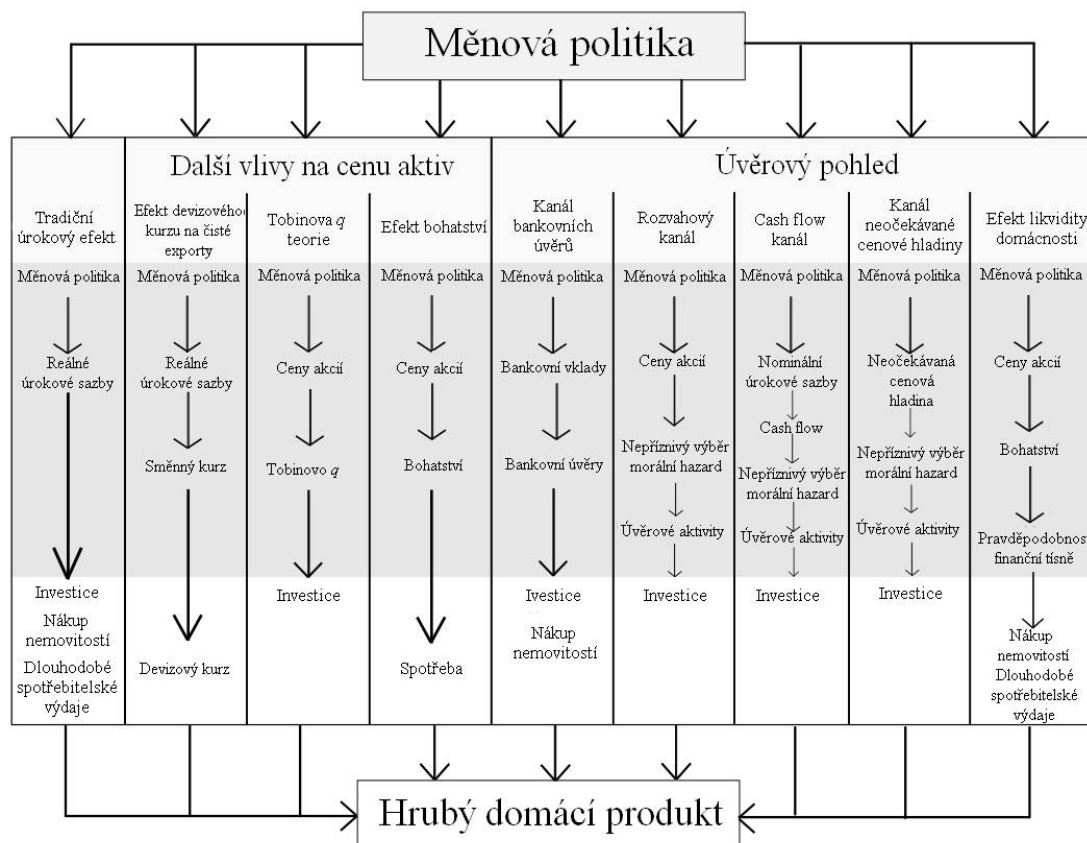 Měnová politika
Další vlivy na cenu aktiv
Úvěrový pohled
Tradiční
úrokový efekt
Měnová politika
Reálné
úrokové sazby
Investice
Nákup
nemovitostí
Dlouhodobé
spotřebitelské
výdaje
Efekt devizového
kurzu na čisté
exporty
Měnová politika
Reálné
úrokové sazby
Směnný kurz
Devizový kurz
Tobinova q
teorie
Měnová politika
Ceny akcií
Tobinovo q
Investice
Efekt bohatství
Měnová politika
Ceny akcií
Bohatství
Spotřeba
Kanál
bankovních
úvěrů
Měnová politika
Bankovní vklady
Bankovní úvěry
Ivestice
Nákup
nemovitostí
Rozvahový
kanál
Měnová politika
Ceny akcií
Nepříznivý výběr
morální hazard
Úvěrové aktivity
Investice
Cash flow
kanál
Měnová politika
Nominální
úrokové sazby
Cash flow
Nepříznivý výběr
morální hazard
Úvěrové aktivity
Investice
Kanál
neočekávané
cenové hladiny
Měnová politika
Neočekávaná
cenová
hladina
Nepříznivý výběr
morální hazard
Úvěrové aktivity
Investice
Efekt likvidity
domácnosti
Měnová politika
Ceny akcií
Bohatství
Pravděpodobnos
finanční tísně
Nákup
nemovitostí
Dlouhodobé
spotřebitelské
výdaje
Hrubý domácí produkt